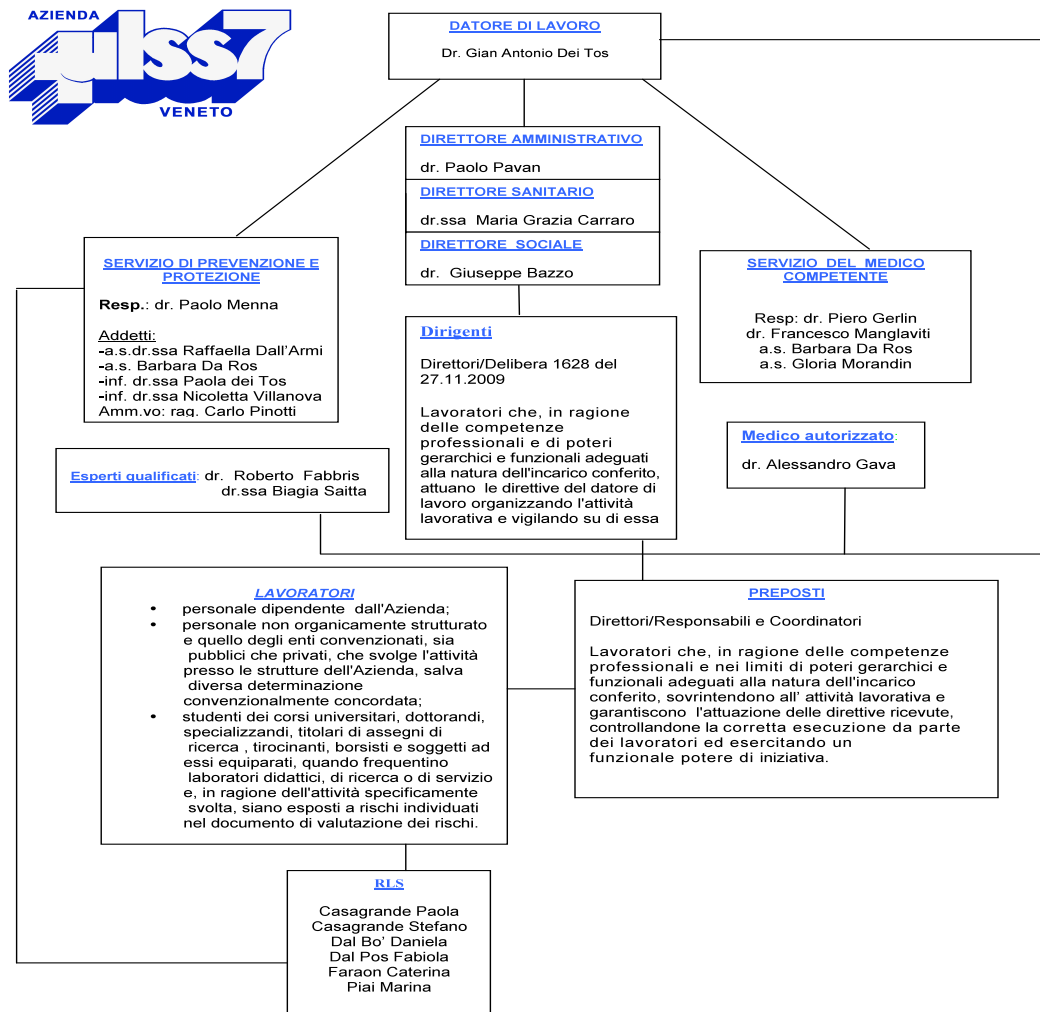 AZIENDA
ulss7
VENETO
DATORE DI LAVORO
Dr. Gian Antonio Dei Tos
DIRETTORE AMMINISTRATIVO
dr. Paolo Pavan
DIRETTORE SANITARIO
dr.ssa Maria Grazia Carraro
DIRETTORE SOCIALE
dr. Giuseppe Bazzo
SERVIZIO DI PREVENZIONE E
PROTEZIONE
Resp.: dr. Paolo Menna
Addetti:
-a.s.dr.ssa Raffaella Dall'Armi
-a.s. Barbara Da Ros
-inf. dr.ssa Paola dei Tos
-inf. dr.ssa Nicoletta Villanova
Amm.vo: rag. Carlo Pinotti
SERVIZIO DEL MEDICO
COMPETENTE
Resp: dr. Piero Gerlin
dr. Francesco Manglaviti
a.s. Barbara Da Ros
a.s. Gloria Morandin
Dirigenti
Direttori/Delibera 1628 del
27.11.2009
Lavoratori che, in ragione
delle competenze
professionali e di poteri
gerarchici e funzionali adeguati
alla natura dell'incarico conferito,
attuano le direttive del datore di
lavoro organizzando l'attività
lavorativa e vigilando su di essa
Esperti qualificati: dr. Roberto Fabbris
dr.ssa Biagia Saitta
Medico autorizzato:
dr. Alessandro Gava
LAVORATORI
• personale dipendente dall'Azienda;
• personale non organicamente strutturato
e quello degli enti convenzionati, sia
pubblici che privati, che svolge l'attività
presso le strutture dell'Azienda, salva
diversa determinazione
convenzionalmente concordata;
• studenti dei corsi universitari, dottorandi,
specializzandi, titolari di assegni di
ricerca , tirocinanti, borsisti e soggetti ad
essi equiparati, quando frequentino
laboratori didattici, di ricerca o di servizio
e, in ragione dell'attività specificamente
svolta, siano esposti a rischi individuati
nel documento di valutazione dei rischi.
PREPOSTI
Direttori/Responsabili e Coordinatori
Lavoratori che, in ragione delle competenze
professionali e nei limiti di poteri gerarchici e
funzionali adeguati alla natura dell'incarico
conferito, sovrintendono all' attività lavorativa e
garantiscono l'attuazione delle direttive ricevute,
controllandone la corretta esecuzione da parte
dei lavoratori ed esercitando un
funzionale potere di iniziativa.
RLS
Casagrande Paola
Casagrande Stefano
Dal Bo' Daniela
Dal Pos Fabiola
Faraon Caterina
Piai Marina